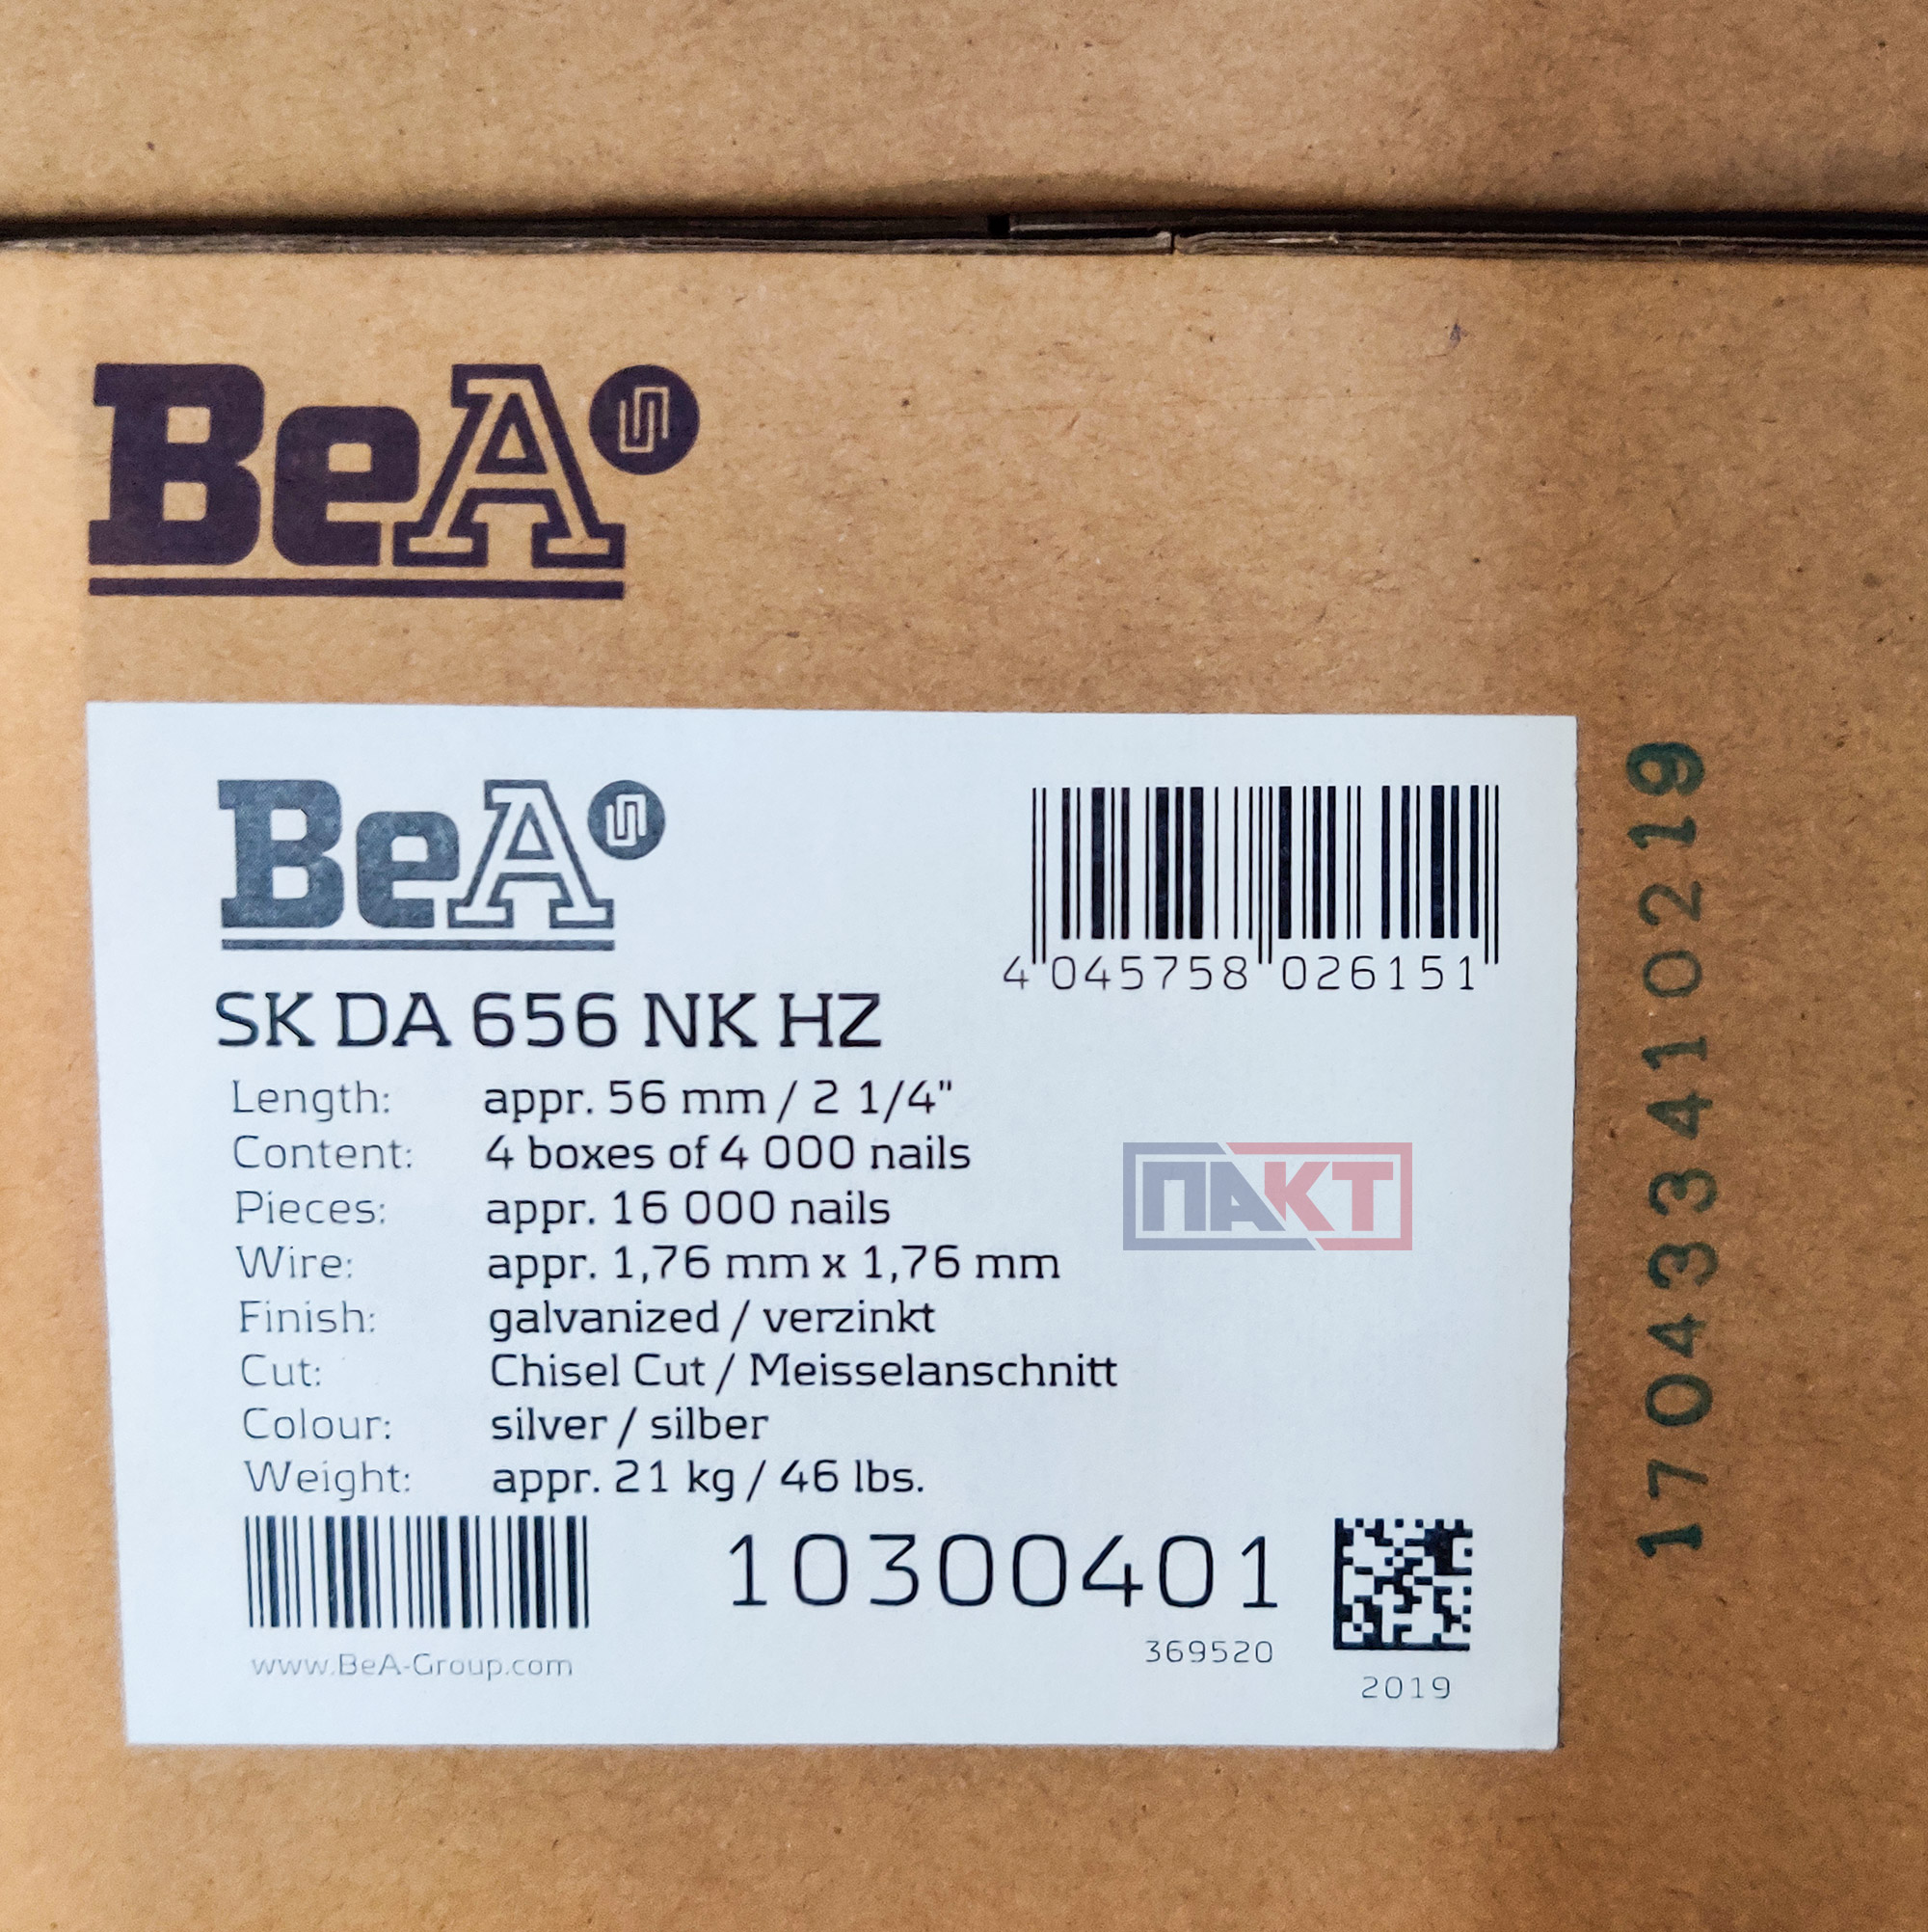 BeA
BeA
4 045758 026151
SK DA 656 NK HZ
Length: appr. 56 mm / 2 1/4"
Content: 4 boxes of 4 000 nails
Pieces: appr. 16 000 nails
Wire: appr. 1,76 mm x 1,76 mm
Finish: galvanized / verzinkt
Cut: Chisel Cut / Meisselanschnitt
Colour: silver / silber
Weight: appr. 21 kg / 46 lbs.
10300401
369520
www.BeA-Group.com
2019
ПАКТ
170433410219